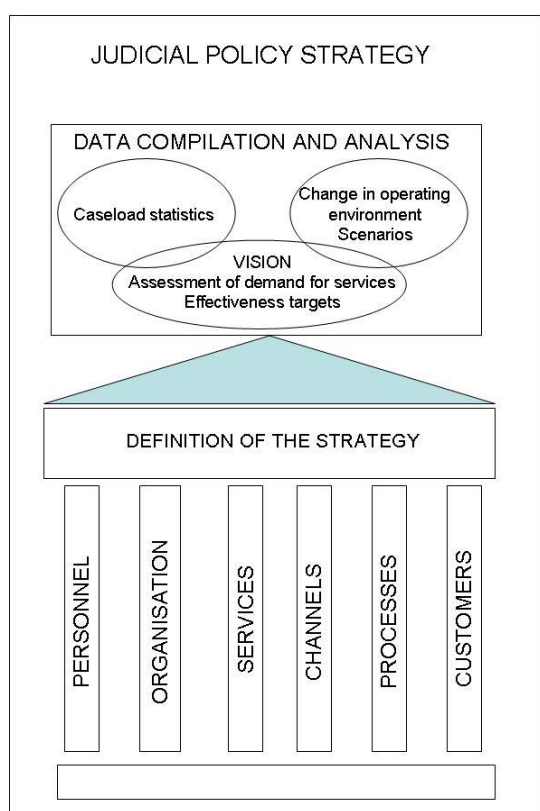 JUDICIAL POLICY STRATEGY
DATA COMPILATION AND ANALYSIS
Caseload statistics
Change in operating
environment
Scenarios
VISION
Assessment of demand for services
Effectiveness targets
DEFINITION OF THE STRATEGY
PERSONNEL
ORGANISATION
SERVICES
CHANNELS
PROCESSES
CUSTOMERS